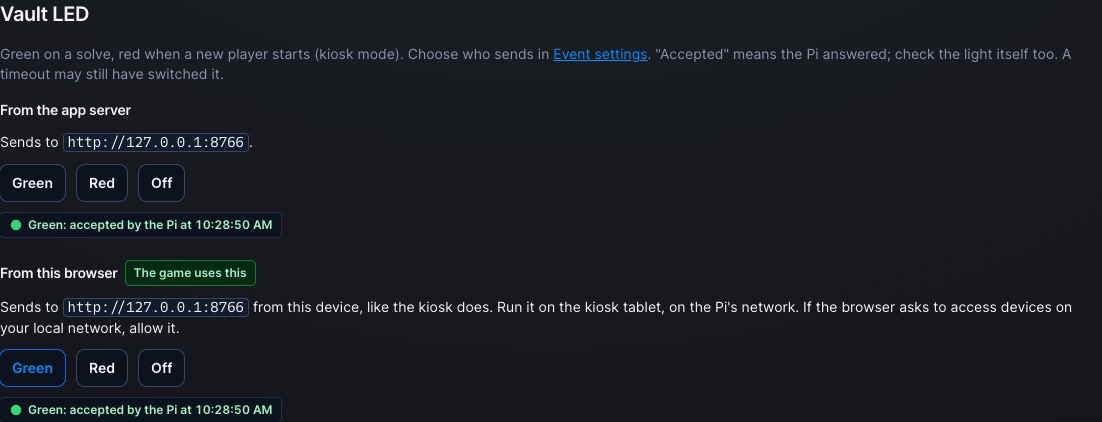 Vault LED
Green on a solve, red when a new player starts (kiosk mode). Choose who sends in Event settings. "Accepted" means the Pi answered; check the light itself too. A
timeout may still have switched it.
From the app server
Sends to http://127.0.0.1:8766.
Green Red Off
Green: accepted by the Pi at 10:28:50 AM
From this browser The game uses this
Sends to http://127.0.0.1:8766 from this device, like the kiosk does. Run it on the kiosk tablet, on the Pi's network. If the browser asks to access devices on
your local network, allow it.
Green Red Off
Green: accepted by the Pi at 10:28:50 AM